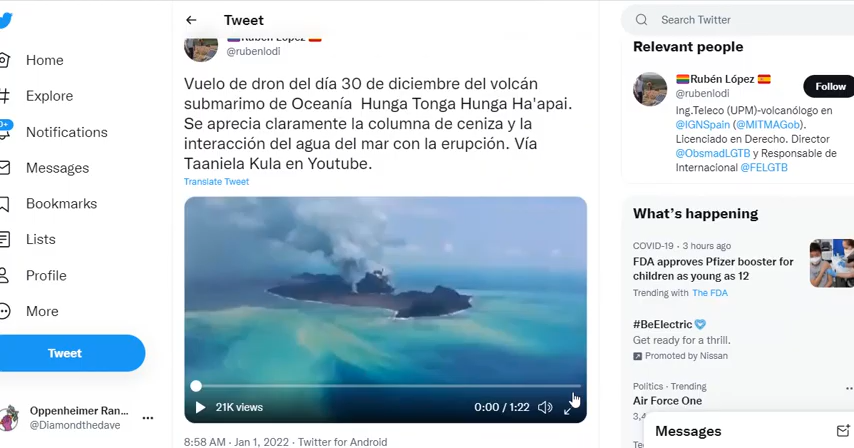 Home
Explore
Notifications
Messages
Bookmarks
Lists
Profile
More
Tweet
Oppenheimer Ran...
@Diamondthedave
Tweet
Rubén López
@rubenlodi
Vuelo de dron del día 30 de diciembre del volcán
submarimo de Oceanía Hunga Tonga Hunga Ha'apai.
Se aprecia claramente la columna de ceniza y la
interacción del agua del mar con la erupción. Vía
Taaniela Kula en Youtube.
Translate Tweet
21K views
0:00 / 1:22
8:58 AM · Jan 1, 2022 · Twitter for Android
Search Twitter
Relevant people
Rubén López
@rubenlodi
Follow
Ing.Teleco (UPM)-volcanólogo en
@IGNSpain (@MITMAGob).
Licenciado en Derecho. Director
@ObsmadLGTB y Responsable de
Internacional @FELGTB
What's happening
COVID-19 · 3 hours ago
FDA approves Pfizer booster for
children as young as 12
Trending with The FDA
#BeElectric
Get ready for a thrill.
Promoted by Nissan
Politics · Trending
Air Force One
Messages